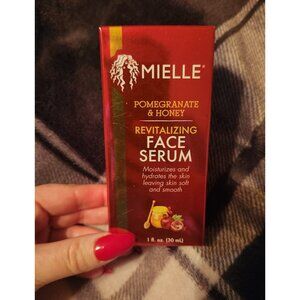 MIELLE
POMEGRANATE
& HONEY
REVITALIZING
FACE
SERUM
Moisturizes and
hydrates the skin
leaving skin soft
and smooth
1 fl. oz. (30 mL)